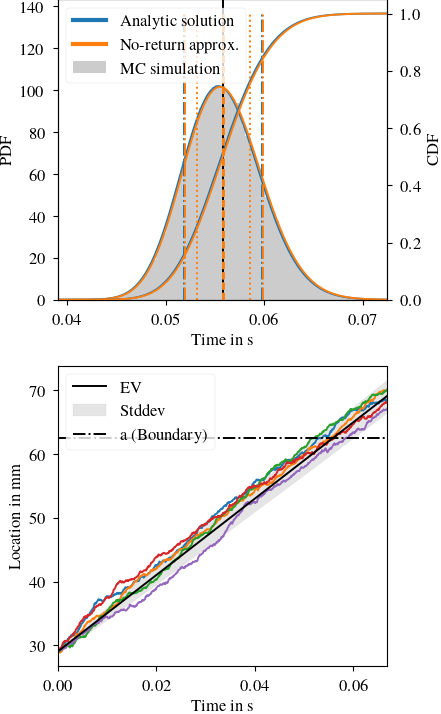 140
120
100
80
60
40
20
0
PDF
1.0
0.8
0.6
0.4
0.2
0.0
CDF
Analytic solution
No-return approx.
MC simulation
0.04 0.05 0.06 0.07
Time in s
70
60
50
40
30
Location in mm
EV
Stddev
a (Boundary)
0.00 0.02 0.04 0.06
Time in s